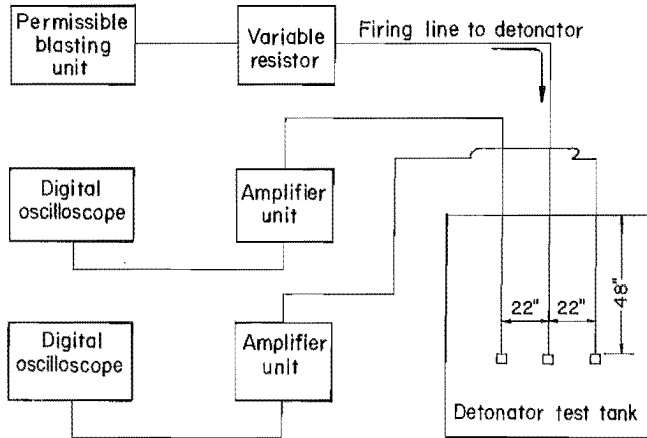 Permissible
blasting
unit
Variable
resistor
Firing line to detonator
Digital
oscilloscope
Amplifier
unit
22"
22"
48"
Digital
oscilloscope
Amplifier
unit
Detonator test tank